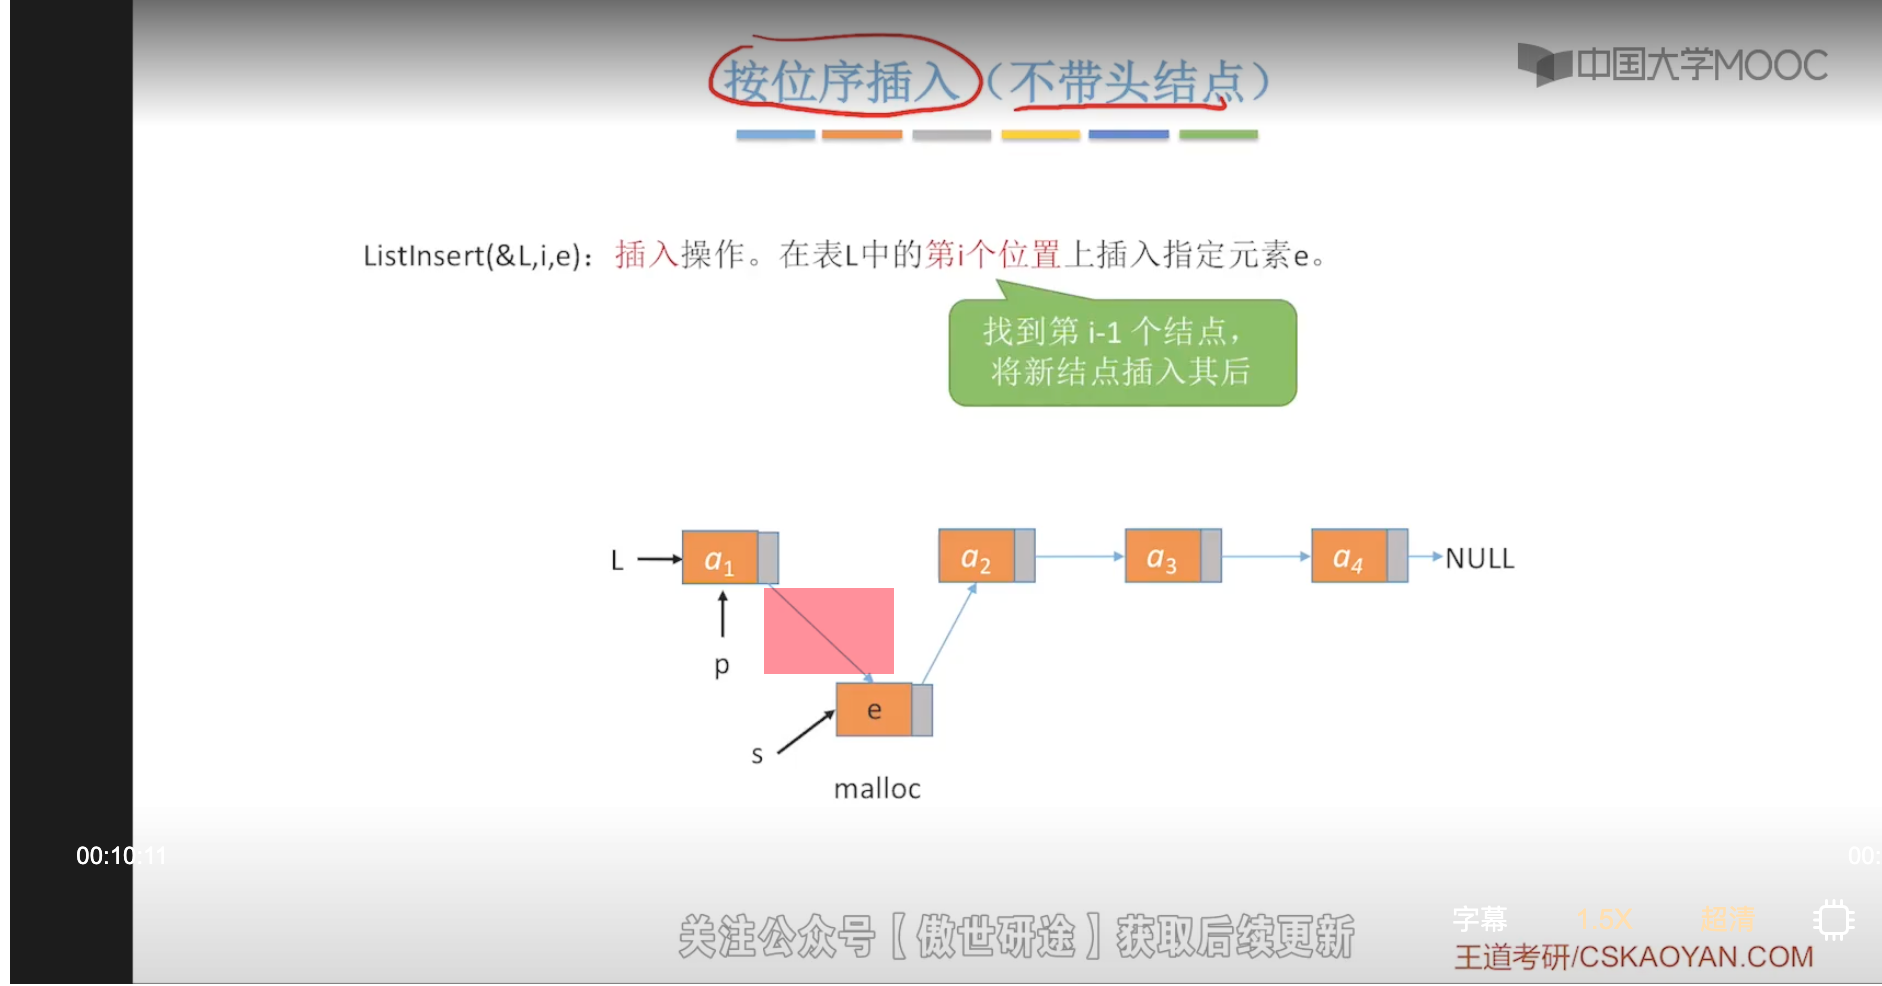 按位序插入（不带头结点）
中国大学MOOC
ListInsert(&L,i,e)：插入操作。在表L中的第i个位置上插入指定元素e。
找到第 i-1 个结点，
将新结点插入其后
L
a1
a2
a3
a4
NULL
p
e
s
malloc
00:10:11
00:
字幕
1.5X
超清
关注公众号【傲世研途】获取后续更新
王道考研/CSKAOYAN.COM